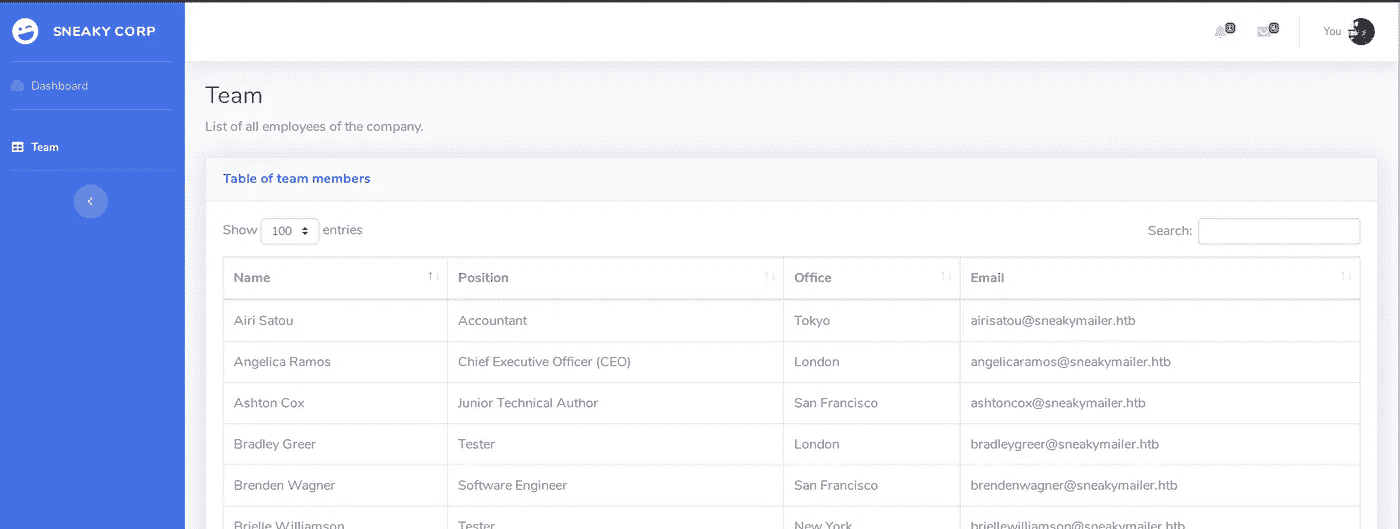 SNEAKY CORP
You
Dashboard
Team
Team
List of all employees of the company.
Table of team members
Show 100 entries
Search:
Name Position Office Email
Airi Satou Accountant Tokyo airisatou@sneakymailer.htb
Angelica Ramos Chief Executive Officer (CEO) London angelicaramos@sneakymailer.htb
Ashton Cox Junior Technical Author San Francisco ashtoncox@sneakymailer.htb
Bradley Greer Tester London bradleygreer@sneakymailer.htb
Brenden Wagner Software Engineer San Francisco brendenwagner@sneakymailer.htb
Brielle Williamson Tester New York briellewilliamson@sneakymailer.htb